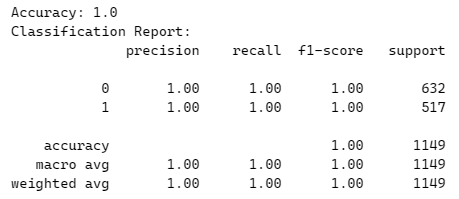 Accuracy: 1.0
Classification Report:
precision recall f1-score support
0 1.00 1.00 1.00 632
1 1.00 1.00 1.00 517
accuracy 1.00 1149
macro avg 1.00 1.00 1.00 1149
weighted avg 1.00 1.00 1.00 1149